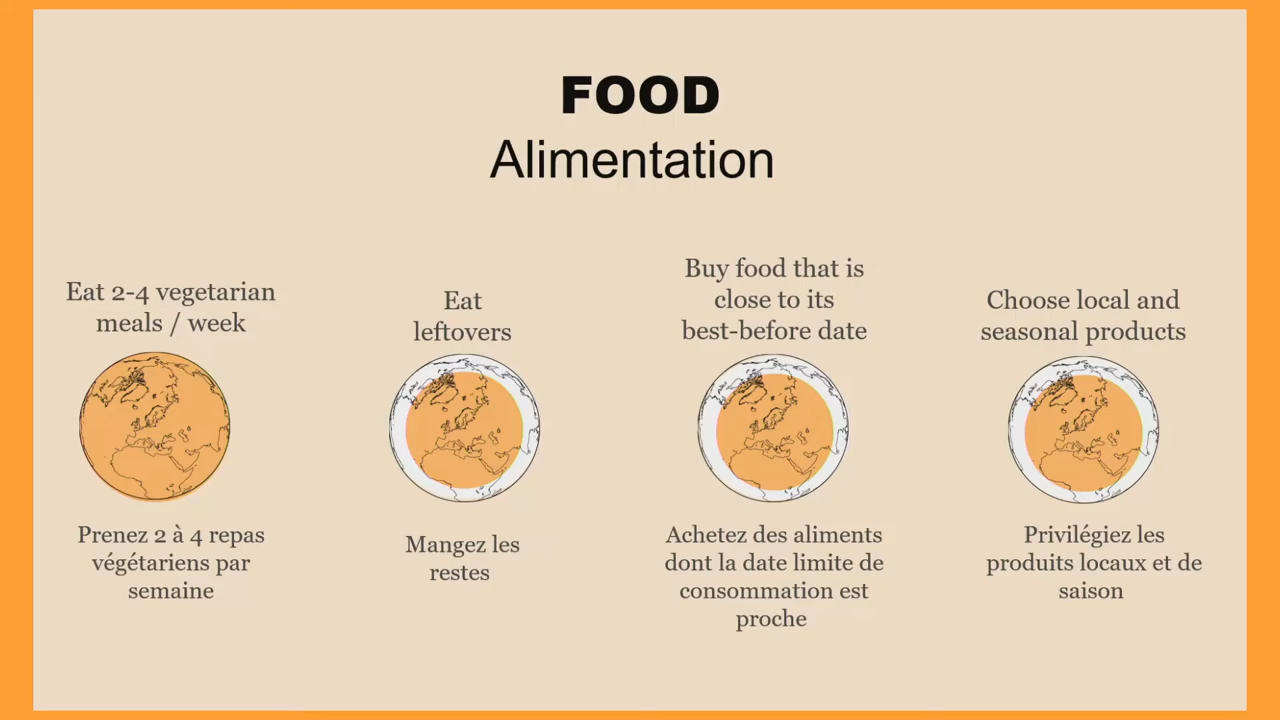 FOOD
Alimentation
Eat 2-4 vegetarian
meals / week
Eat
leftovers
Buy food that is
close to its
best-before date
Choose local and
seasonal products
Prenez 2 à 4 repas
végétariens par
semaine
Mangez les
restes
Achetez des aliments
dont la date limite de
consommation est
proche
Privilégiez les
produits locaux et de
saison